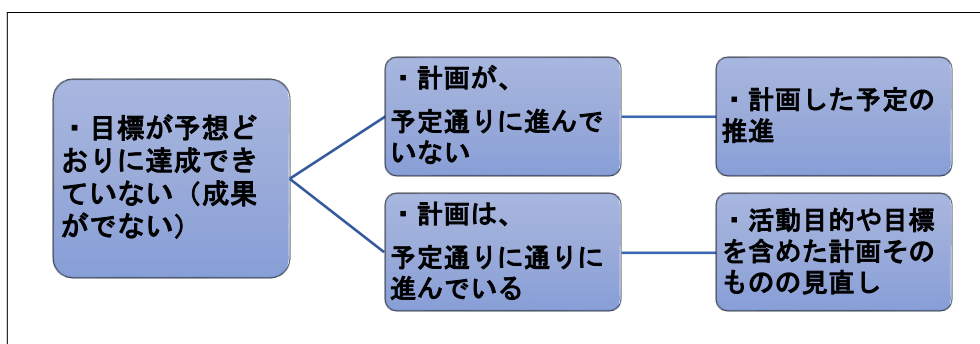 ・目標が予想ど
おりに達成でき
ていない（成果
がでない）
・計画が、
予定通りに進んで
いない
・計画した予定の
推進
・計画は、
予定通りに通りに
進んでいる
・活動目的や目標
を含めた計画その
ものの見直し